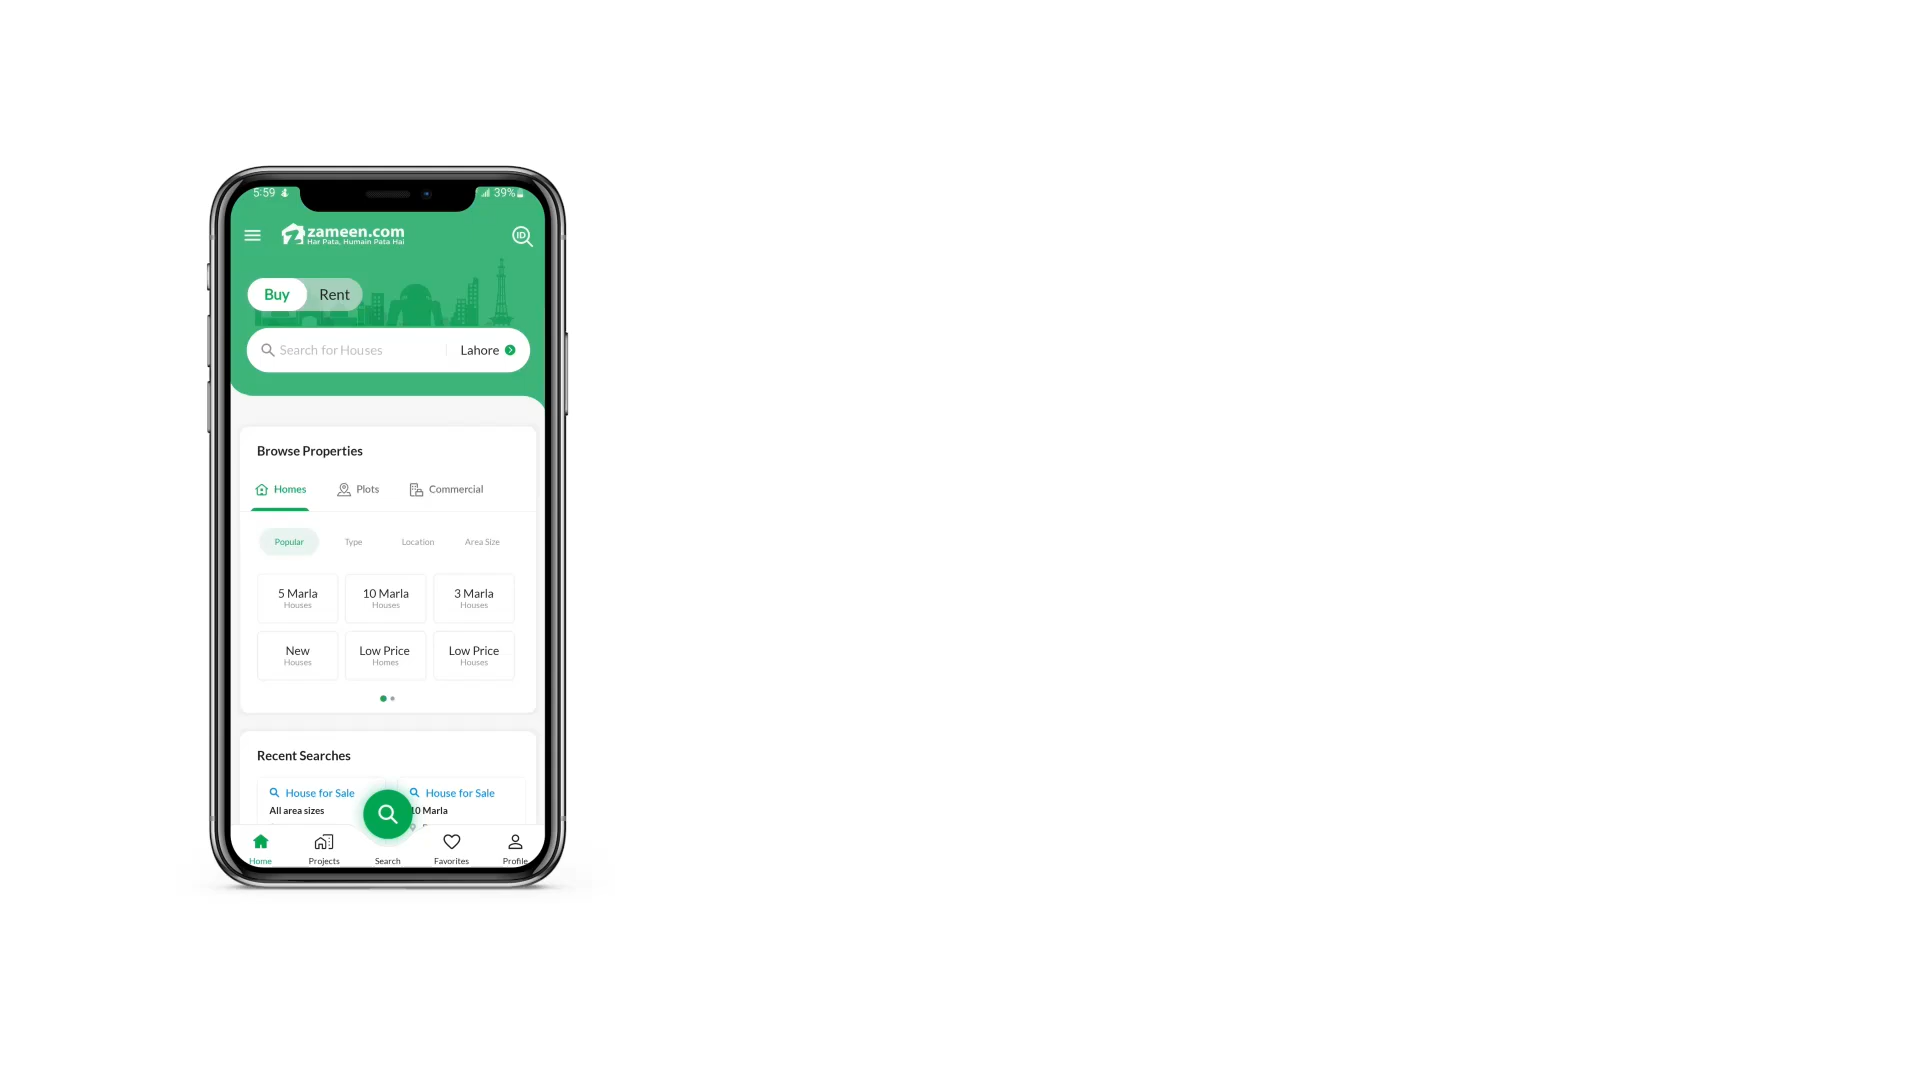 5:59 39%
zameen.com
Har Pata, Humain Pata Hai
ID
Buy Rent
Search for Houses Lahore
Browse Properties
Homes Plots Commercial
Popular Type Location Area Size
5 Marla 10 Marla 3 Marla
Houses Houses Houses
New Low Price Low Price
Houses Homes Houses
Recent Searches
House for Sale House for Sale
All area sizes 10 Marla
Home Projects Search Favorites Profile